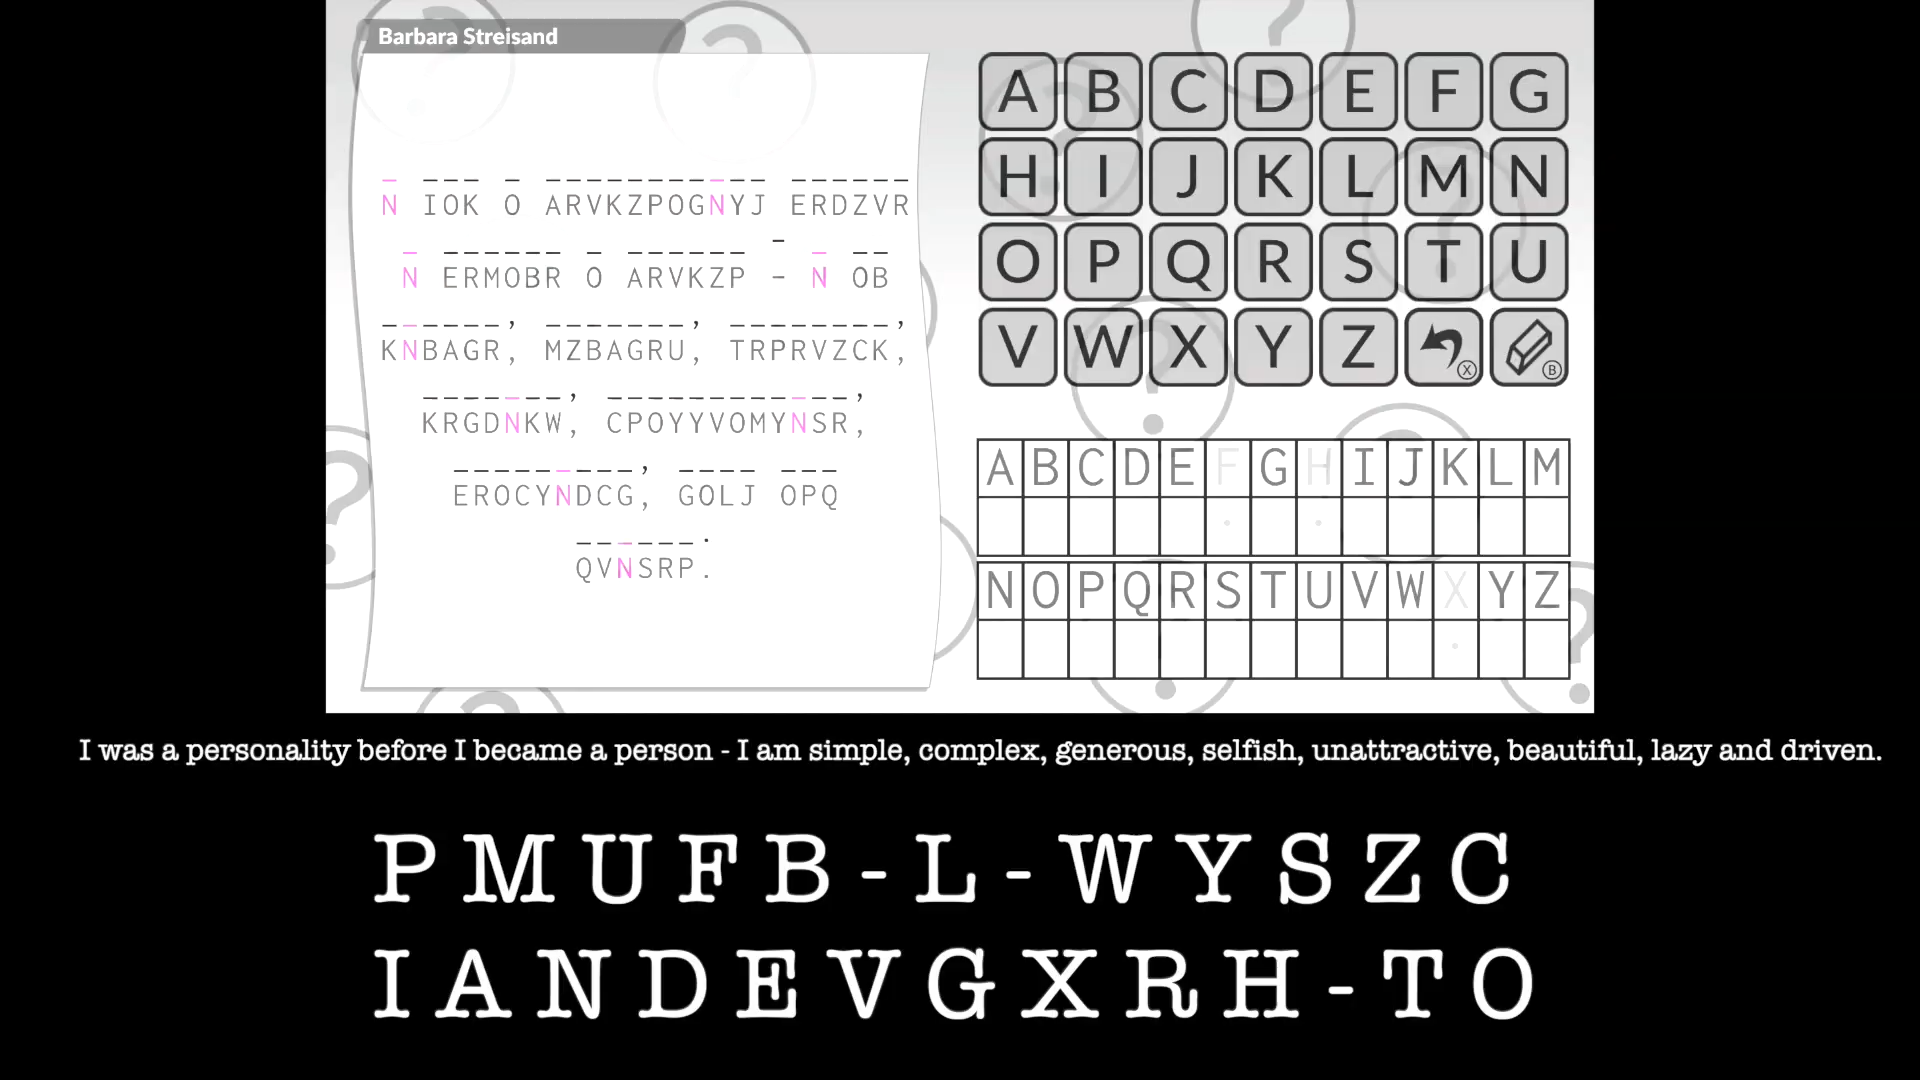 Barbara Streisand
N IOK O ARVKZPOGNYJ ERDZVR
N ERMOBR O ARVKZP - N OB
KNBAGR, MZBAGRU, TRPRVZCK,
KRGDNKW, CPOYYVOMYNSR,
EROCYNDCG, GOLJ OPQ
QVNSRP.
A B C D E F G
H I J K L M N
O P Q R S T U
V W X Y Z X B
A B C D E F G H I J K L M
N O P Q R S T U V W X Y Z
I was a personality before I became a person - I am simple, complex, generous, selfish, unattractive, beautiful, lazy and driven.
P M U F B - L - W Y S Z C
I A N D E V G X R H - T O